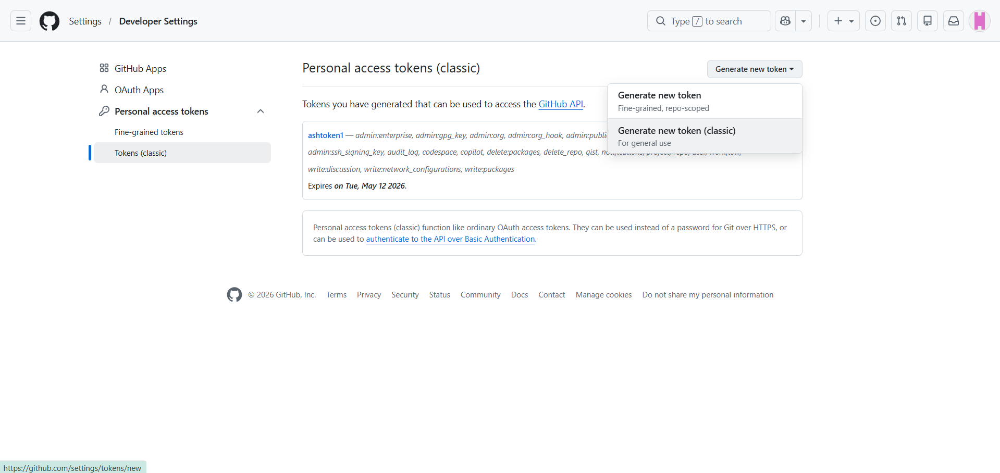 Settings / Developer Settings
Type / to search
GitHub Apps
OAuth Apps
Personal access tokens
Fine-grained tokens
Tokens (classic)
Personal access tokens (classic)
Generate new token
Generate new token
Fine-grained, repo-scoped
Generate new token (classic)
For general use
Tokens you have generated that can be used to access the GitHub API.
ashtoken1 — admin:enterprise, admin:gpg_key, admin:org, admin:org_hook,
admin:ssh_signing_key, audit_log, codespace, copilot, delete:packages, delete_repo, gist, notifications, project, repo, user, workflow,
write:discussion, write:network_configurations, write:packages
Expires on Tue, May 12 2026.
Personal access tokens (classic) function like ordinary OAuth access tokens. They can be used instead of a password for Git over HTTPS, or
can be used to authenticate to the API over Basic Authentication.
© 2026 GitHub, Inc. Terms Privacy Security Status Community Docs Contact Manage cookies Do not share my personal information
https://github.com/settings/tokens/new